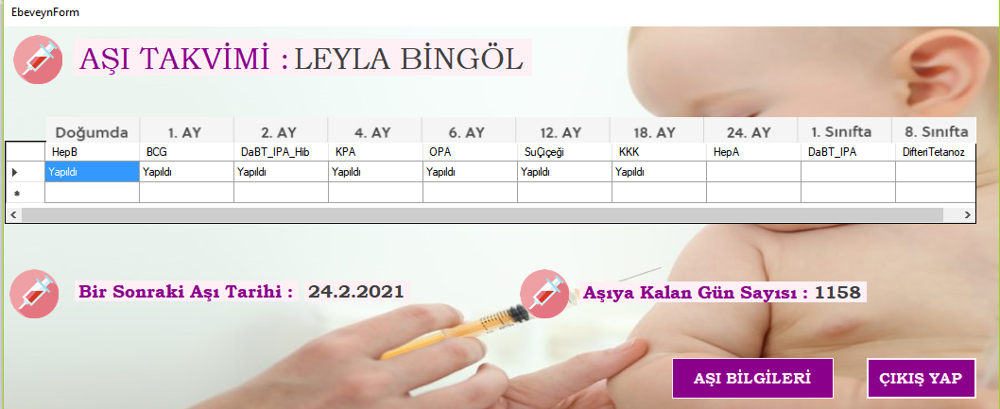 EbeveynForm
AŞI TAKVİMİ : LEYLA BİNGÖL
Doğumda 1. AY 2. AY 4. AY 6. AY 12. AY 18. AY 24. AY 1. Sınıfta 8. Sınıfta
HepB BCG DaBT_IPA_Hib KPA OPA SuÇiçeği KKK HepA DaBT_IPA DifteriTetanoz
Yapıldı Yapıldı Yapıldı Yapıldı Yapıldı Yapıldı Yapıldı
Bir Sonraki Aşı Tarihi : 24.2.2021 Aşıya Kalan Gün Sayısı : 1158
AŞI BİLGİLERİ ÇIKIŞ YAP